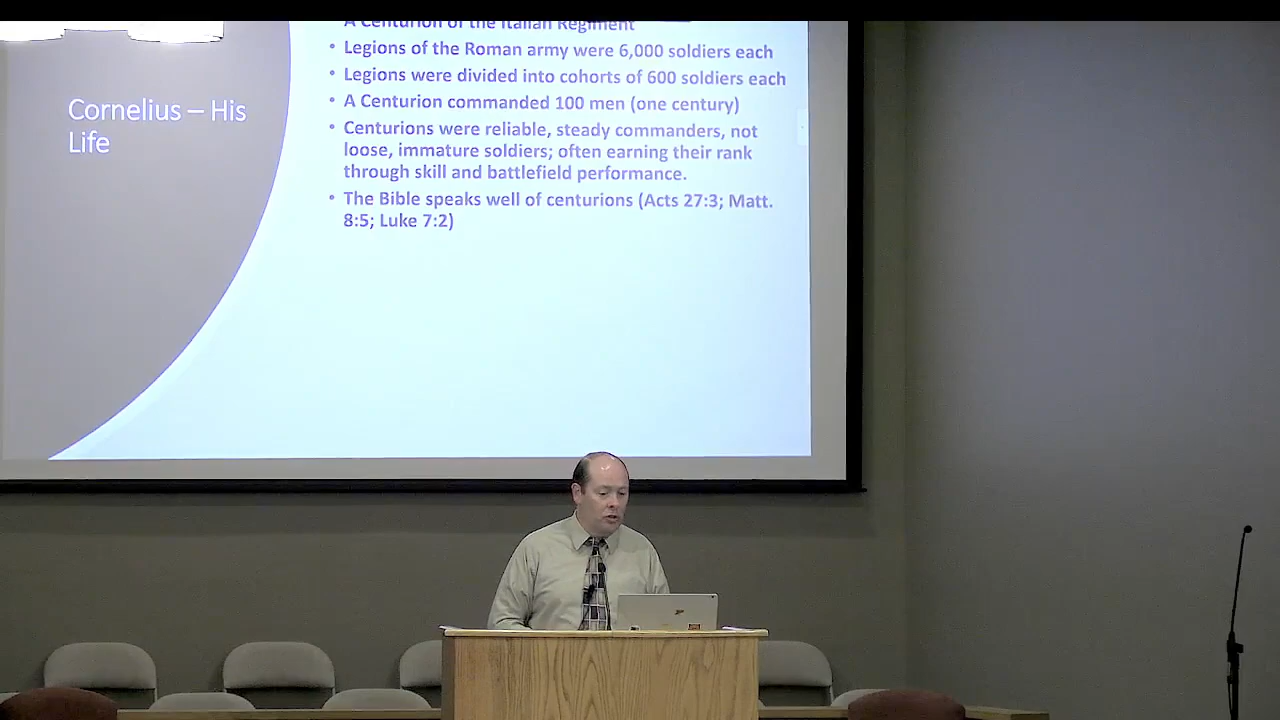 Cornelius – His
Life
A Centurion of the Italian Regiment
• Legions of the Roman army were 6,000 soldiers each
• Legions were divided into cohorts of 600 soldiers each
• A Centurion commanded 100 men (one century)
• Centurions were reliable, steady commanders, not
loose, immature soldiers; often earning their rank
through skill and battlefield performance.
• The Bible speaks well of centurions (Acts 27:3; Matt.
8:5; Luke 7:2)